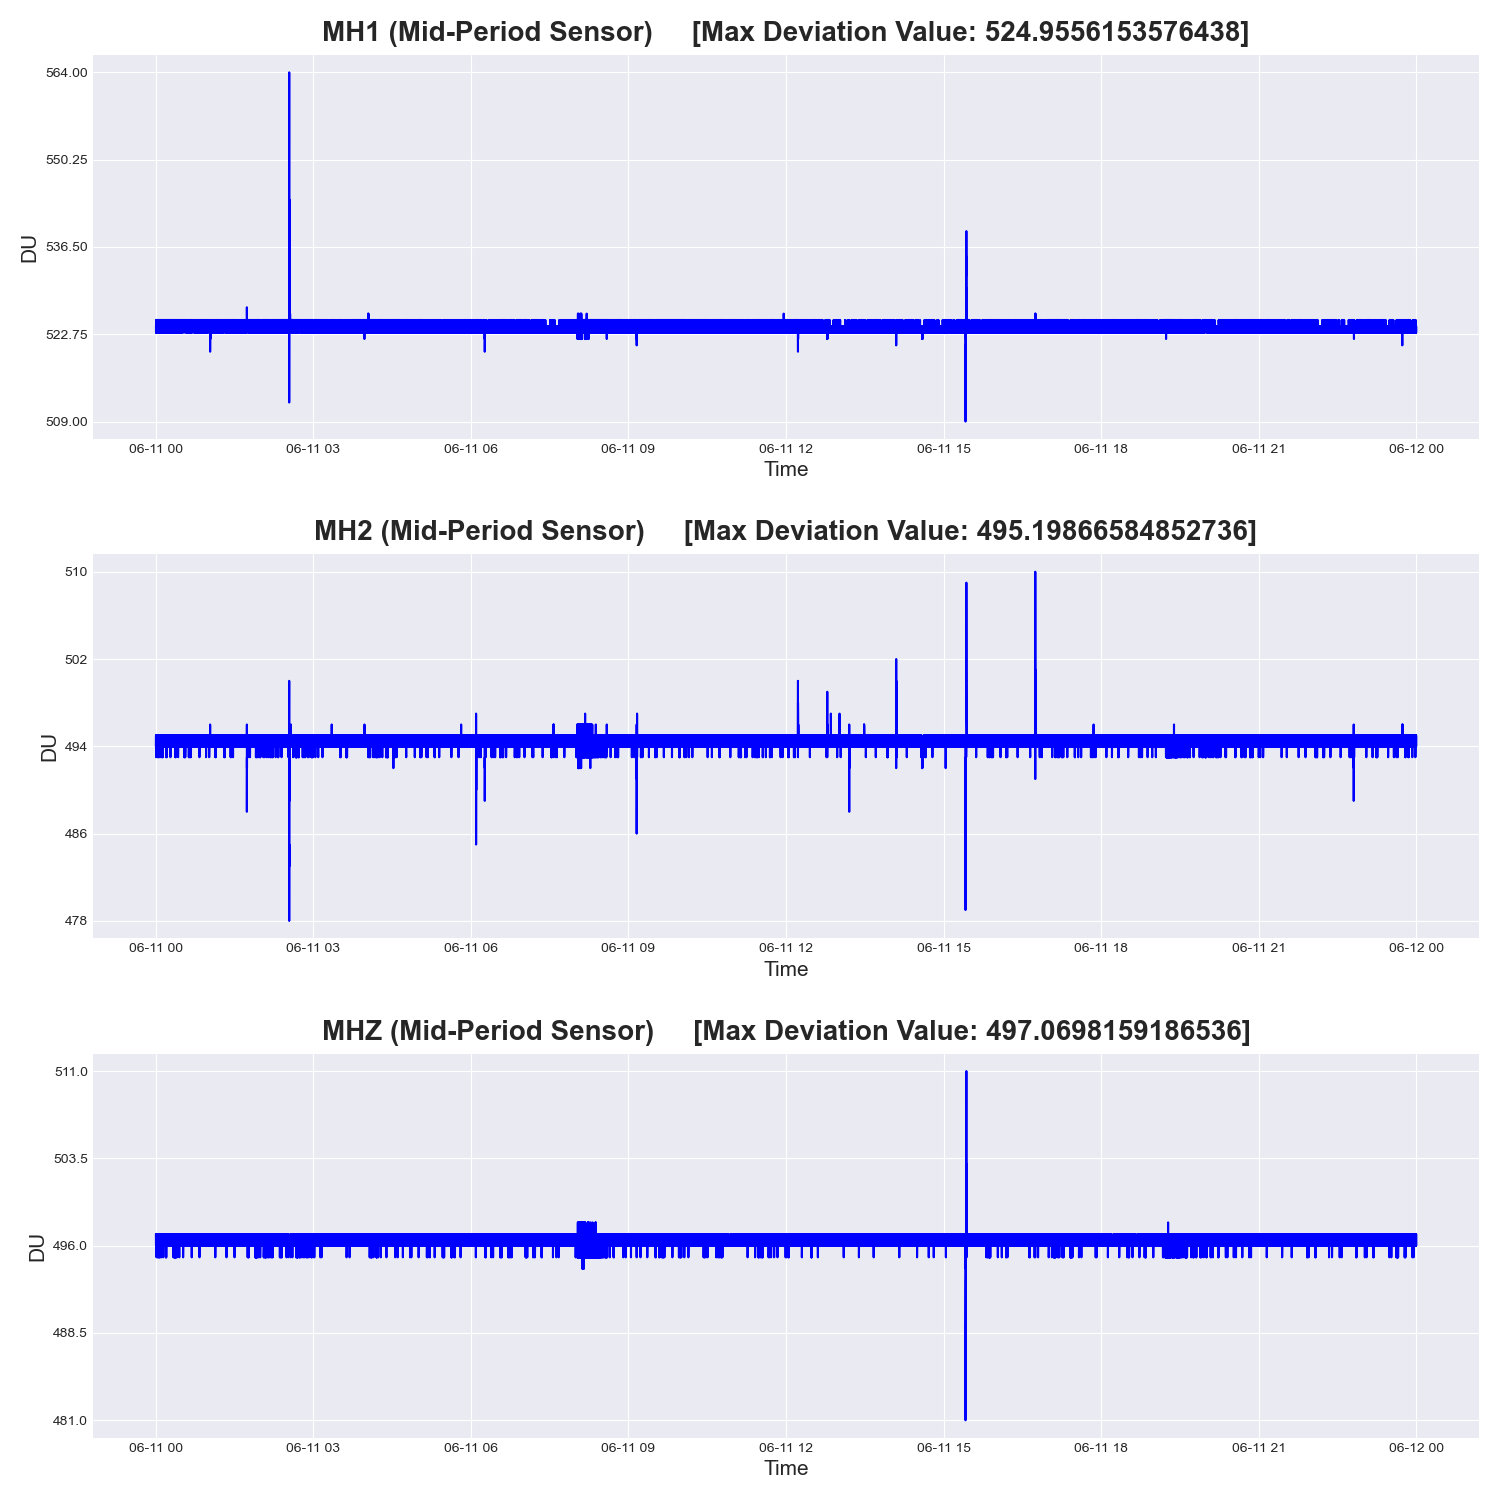 MH1 (Mid-Period Sensor) [Max Deviation Value: 524.9556153576438]
564.00
550.25
536.50
522.75
509.00
DU
06-11 00 06-11 03 06-11 06 06-11 09 06-11 12 06-11 15 06-11 18 06-11 21 06-12 00
Time
MH2 (Mid-Period Sensor) [Max Deviation Value: 495.19866584852736]
510
502
494
486
478
DU
06-11 00 06-11 03 06-11 06 06-11 09 06-11 12 06-11 15 06-11 18 06-11 21 06-12 00
Time
MHZ (Mid-Period Sensor) [Max Deviation Value: 497.0698159186536]
511.0
503.5
496.0
488.5
481.0
DU
06-11 00 06-11 03 06-11 06 06-11 09 06-11 12 06-11 15 06-11 18 06-11 21 06-12 00
Time